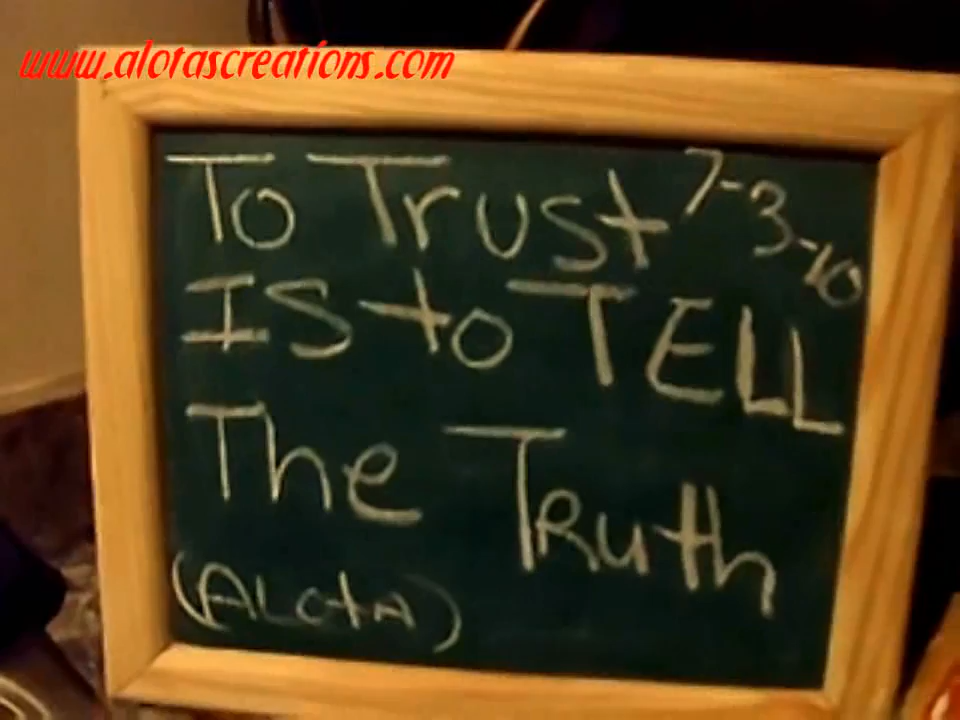 www.alotascreations.com
To Trust 7-3-10
Is to TELL
The Truth
(ALotA)